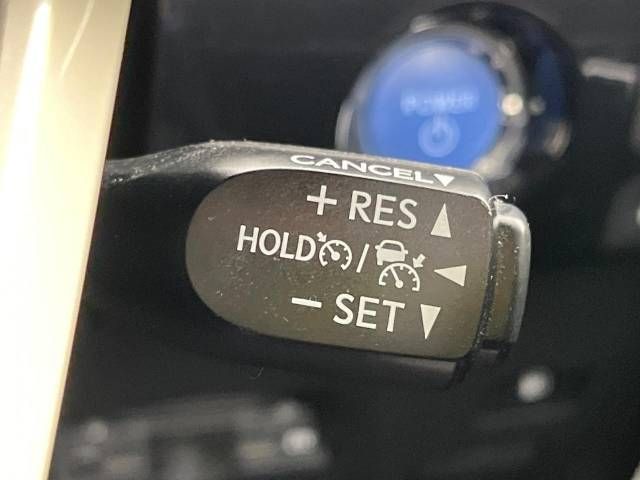 POWER
CANCEL▼
+ RES ▲
HOLD / ◀
− SET ▼